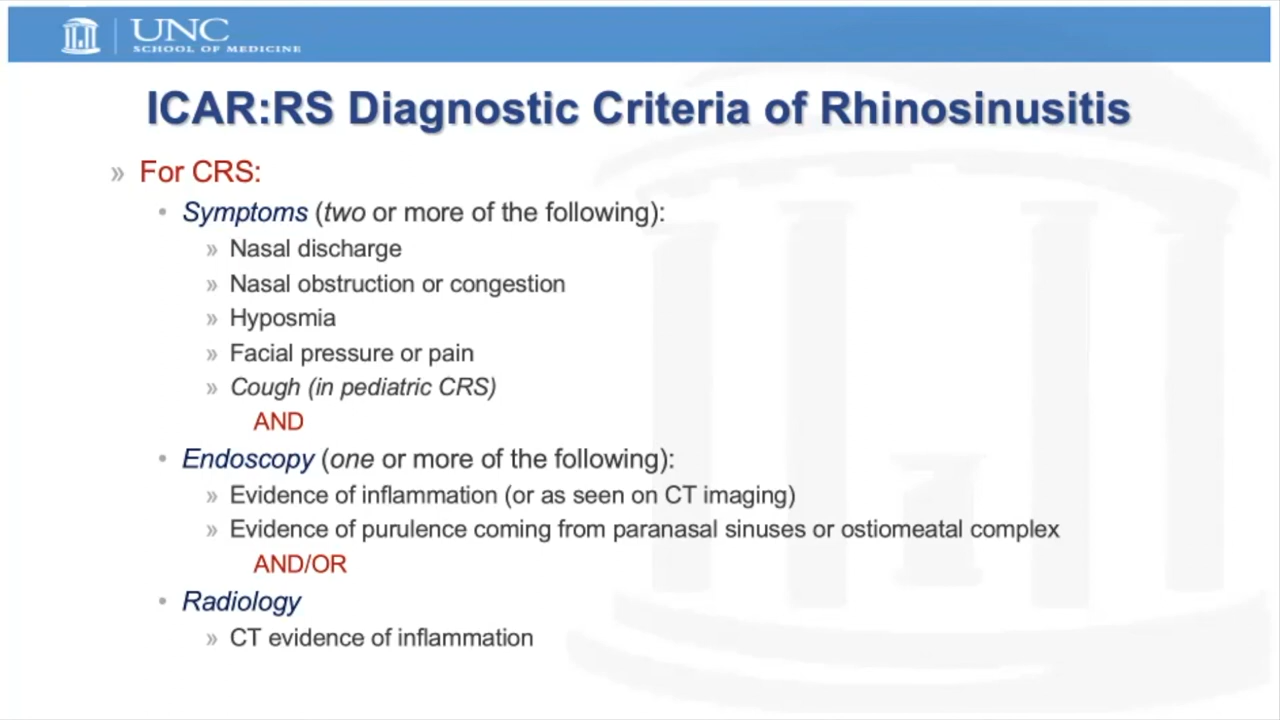 UNC
SCHOOL OF MEDICINE
ICAR:RS Diagnostic Criteria of Rhinosinusitis
» For CRS:
• Symptoms (two or more of the following):
» Nasal discharge
» Nasal obstruction or congestion
» Hyposmia
» Facial pressure or pain
» Cough (in pediatric CRS)
AND
• Endoscopy (one or more of the following):
» Evidence of inflammation (or as seen on CT imaging)
» Evidence of purulence coming from paranasal sinuses or ostiomeatal complex
AND/OR
• Radiology
» CT evidence of inflammation